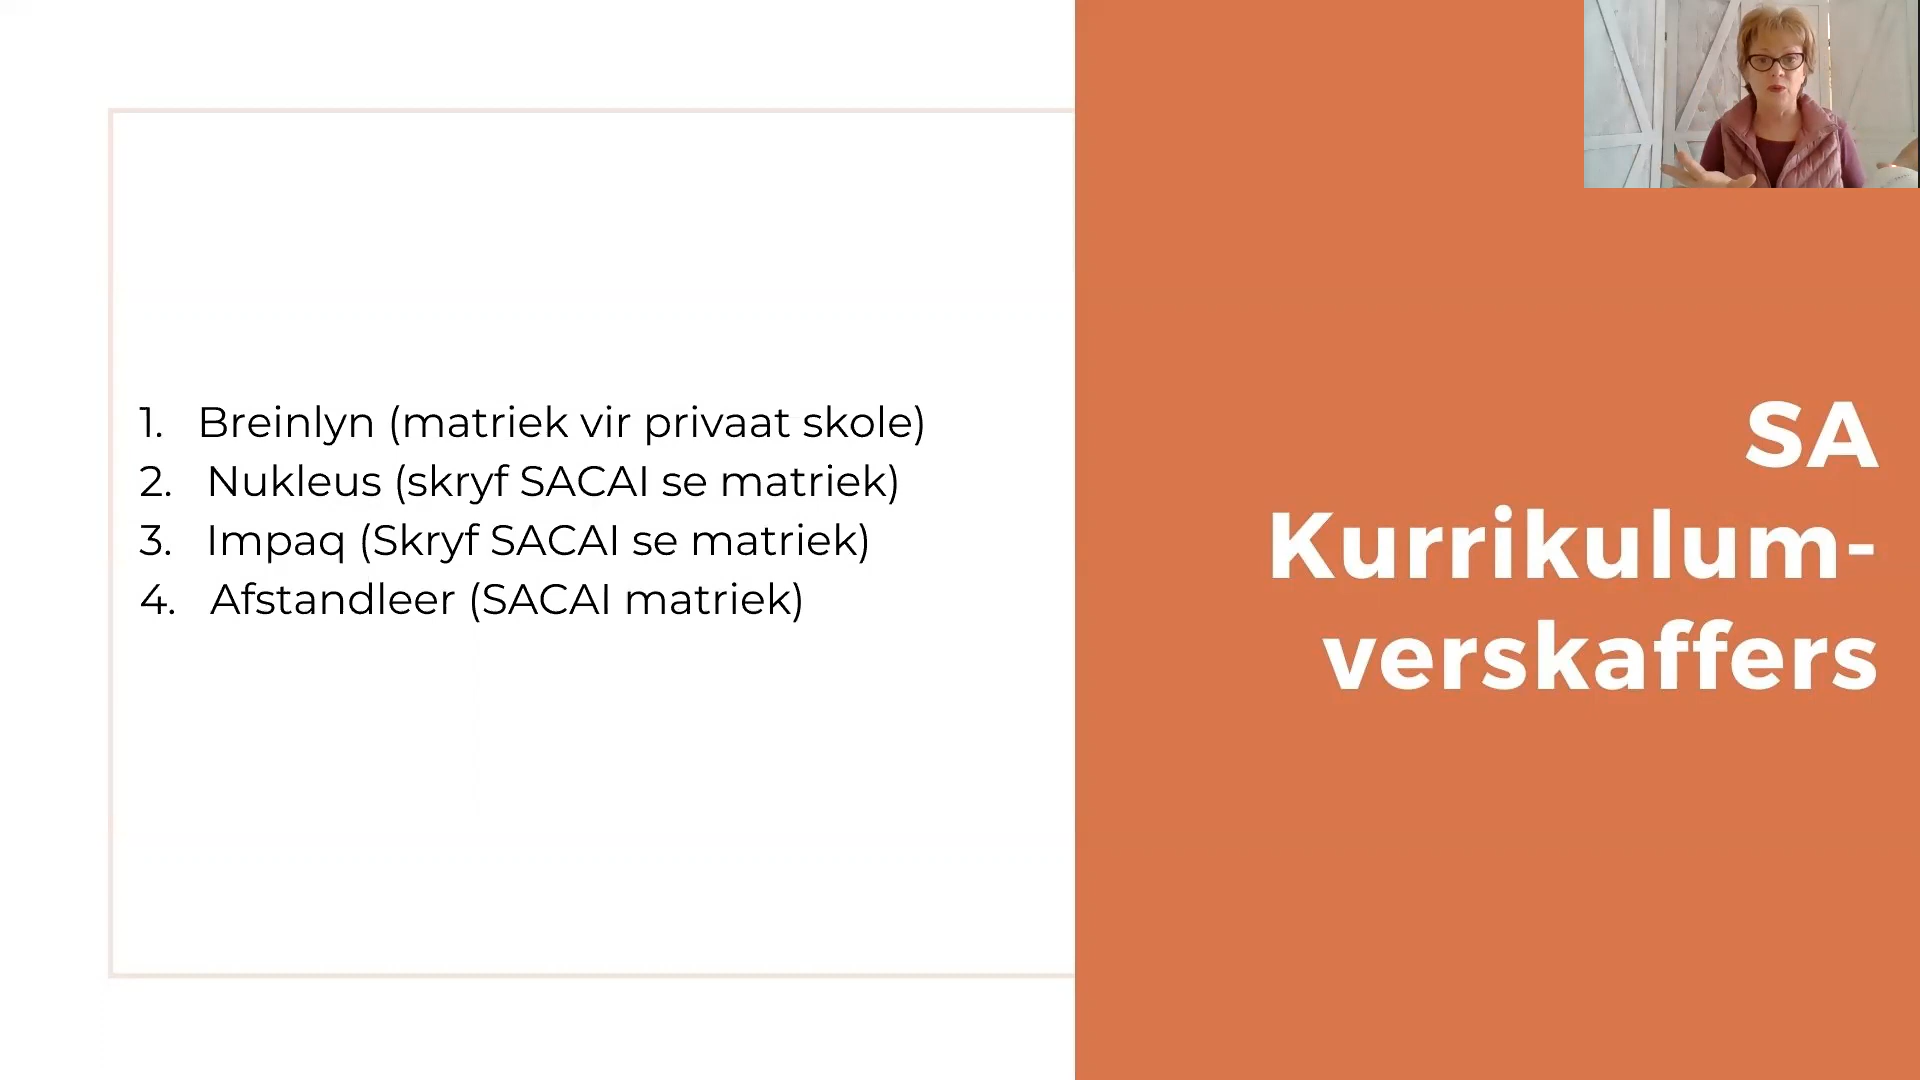 1. Breinlyn (matriek vir privaat skole)
2. Nukleus (skryf SACAI se matriek)
3. Impaq (Skryf SACAI se matriek)
4. Afstandleer (SACAI matriek)
SA
Kurrikulum-
verskaffers